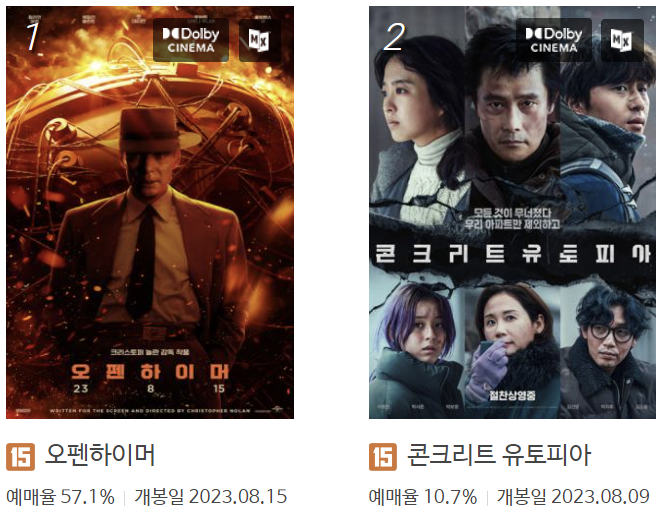 1
Dolby
CINEMA
MX
크리스토퍼 놀란 감독 작품
오펜하이머
23 8 15
WRITTEN FOR THE SCREEN AND DIRECTED BY CHRISTOPHER NOLAN
15 오펜하이머
예매율 57.1% | 개봉일 2023.08.15
2
Dolby
CINEMA
MX
모든 것이 무너졌다
우리 아파트만 제외하고
콘크리트 유토피아
절찬상영중
15 콘크리트 유토피아
예매율 10.7% | 개봉일 2023.08.09